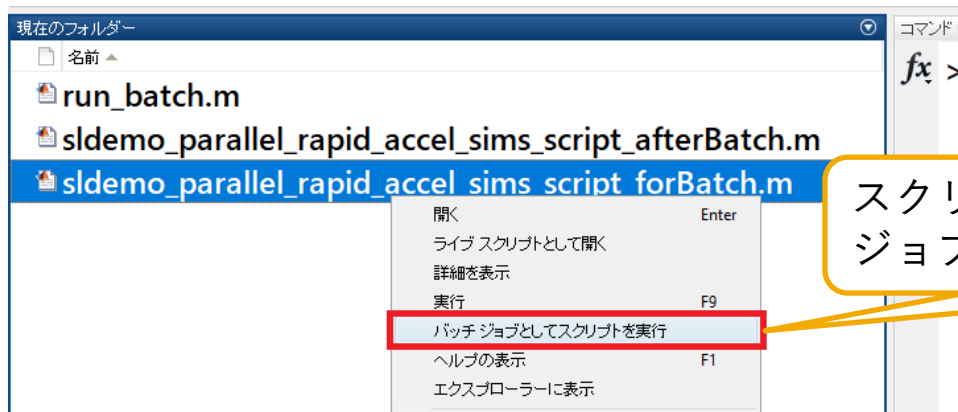 現在のフォルダー
名前
run_batch.m
sldemo_parallel_rapid_accel_sims_script_afterBatch.m
sldemo_parallel_rapid_accel_sims_script_forBatch.m
開く Enter
ライブ スクリプトとして開く
詳細を表示
実行 F9
バッチ ジョブとしてスクリプトを実行
ヘルプの表示 F1
エクスプローラーに表示
コマンド
fx >
スクリ
ジョブ